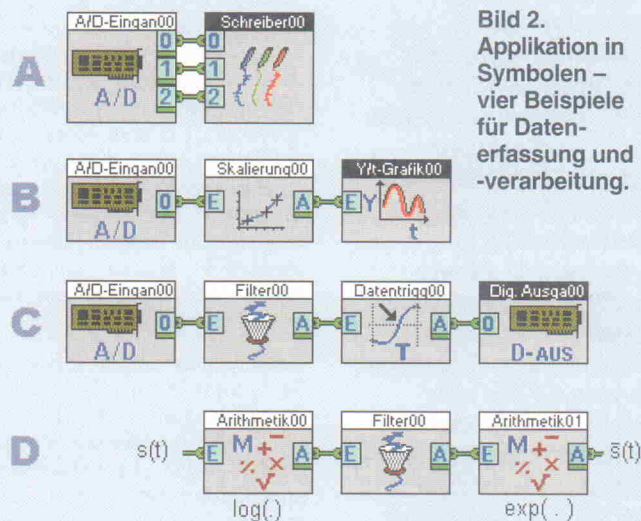 Bild 2.
Applikation in
Symbolen –
vier Beispiele
für Daten-
erfassung und
-verarbeitung.
A
A/D-Eingan00
0
1
2
A/D
Schreiber00
0
1
2
B
A/D-Eingan00
0
A/D
Skalierung00
E
A
Y/t-Grafik00
E
Y
t
C
A/D-Eingan00
0
A/D
Filter00
E
A
Datentrigg00
E
T
A
Dig. Ausga00
0
D-AUS
D
s(t)
Arithmetik00
E
M + − ÷ × √
A
log(.)
Filter00
E
A
Arithmetik01
E
M + − ÷ × √
A
exp( . )
s̄(t)